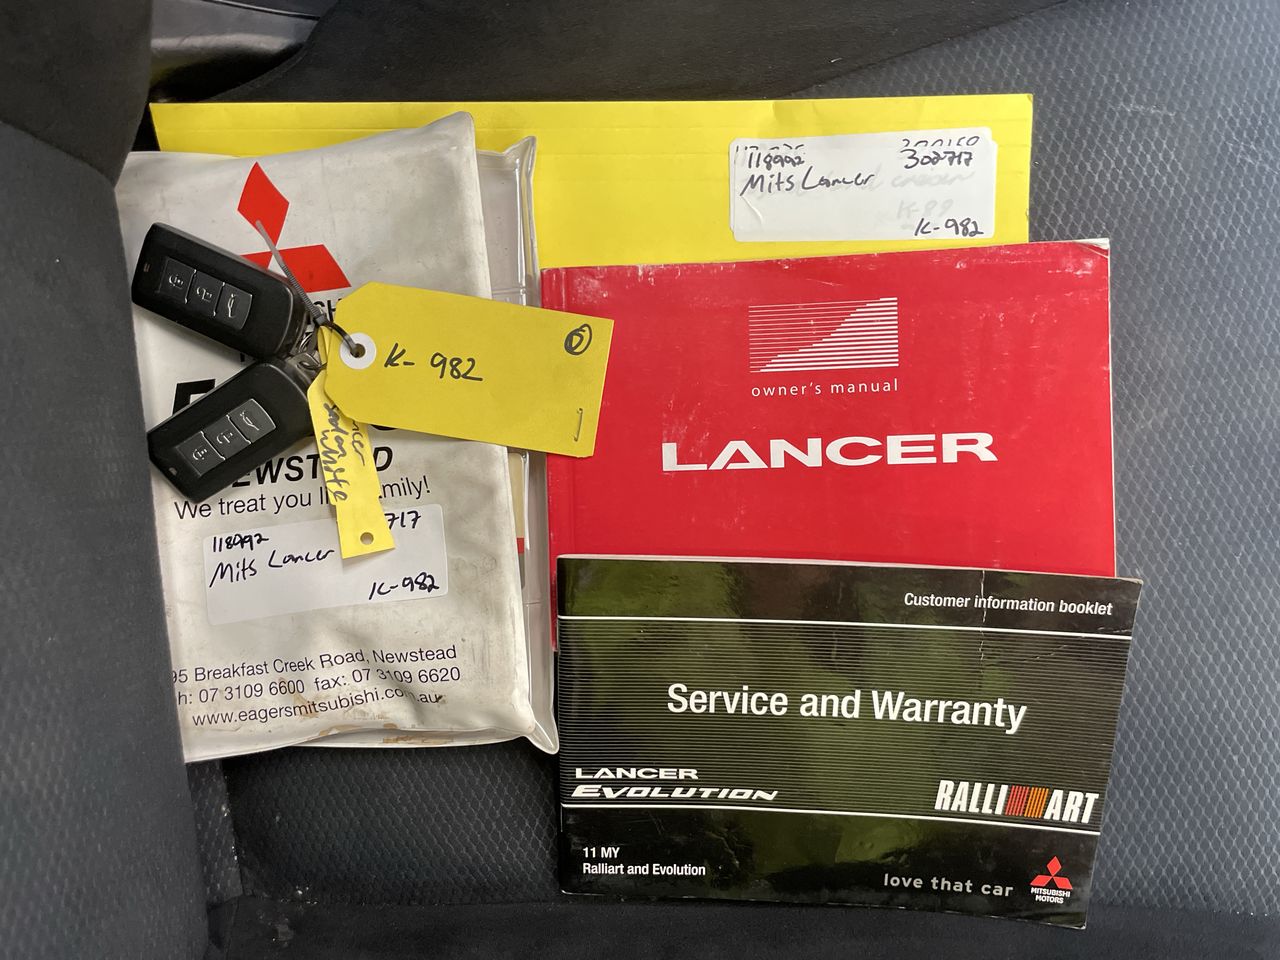 118992 302717
Mits Lancer
K-982
owner's manual
LANCER
K- 982
White
We treat you
mily!
118992 717
Mits Lancer
K-982
95 Breakfast Creek Road, Newstead
h: 07 3109 6600 fax: 07 3109 6620
www.eagersmitsubishi.com.au
Customer information booklet
Service and Warranty
LANCER
EVOLUTION
RALLIART
11 MY
Ralliart and Evolution
love that car
MITSUBISHI
MOTORS